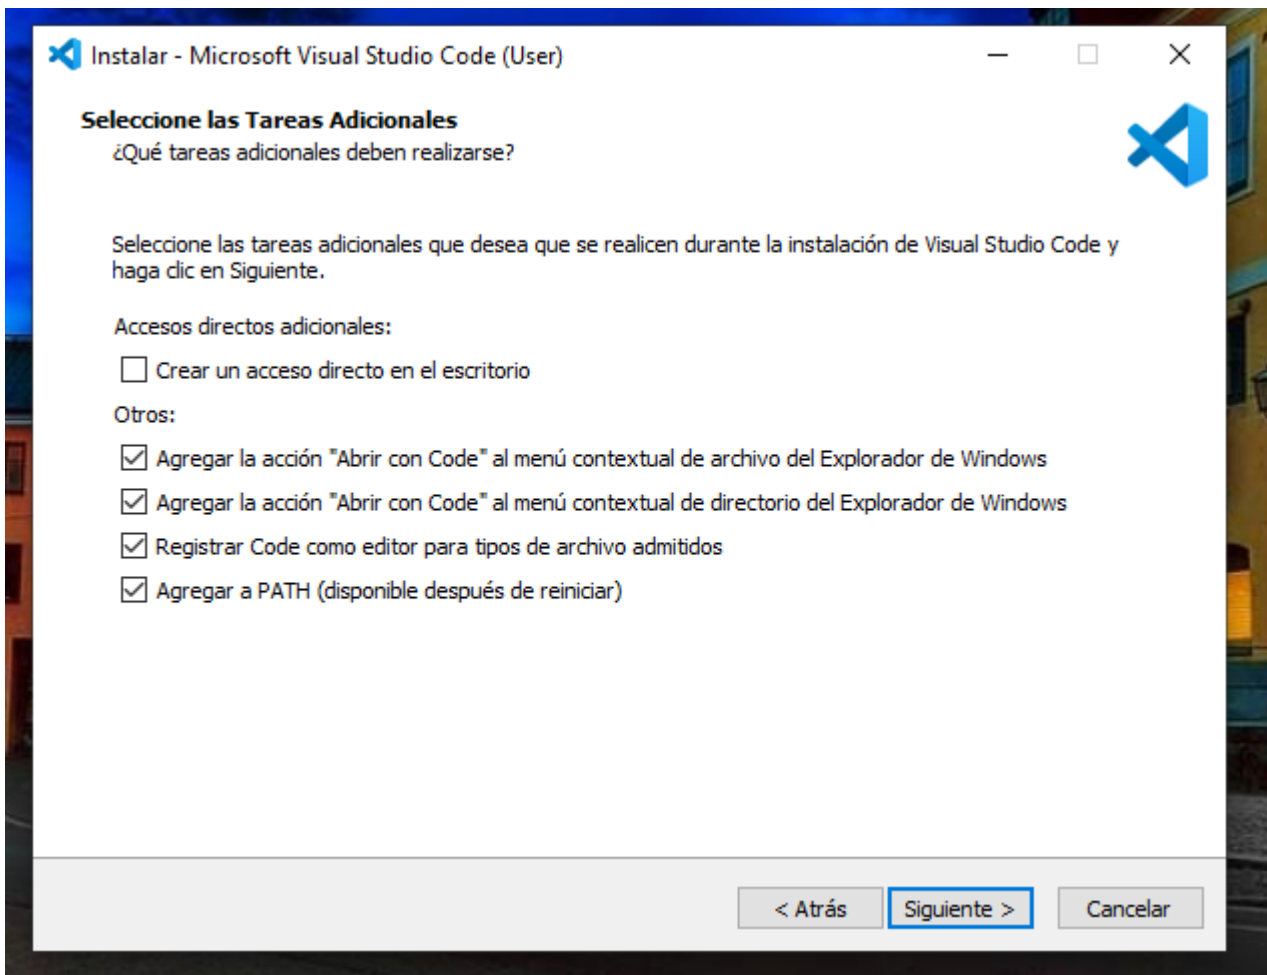 Instalar - Microsoft Visual Studio Code (User)
Seleccione las Tareas Adicionales
¿Qué tareas adicionales deben realizarse?
Seleccione las tareas adicionales que desea que se realicen durante la instalación de Visual Studio Code y
haga clic en Siguiente.
Accesos directos adicionales:
Crear un acceso directo en el escritorio
Otros:
Agregar la acción "Abrir con Code" al menú contextual de archivo del Explorador de Windows
Agregar la acción "Abrir con Code" al menú contextual de directorio del Explorador de Windows
Registrar Code como editor para tipos de archivo admitidos
Agregar a PATH (disponible después de reiniciar)
< Atrás
Siguiente >
Cancelar